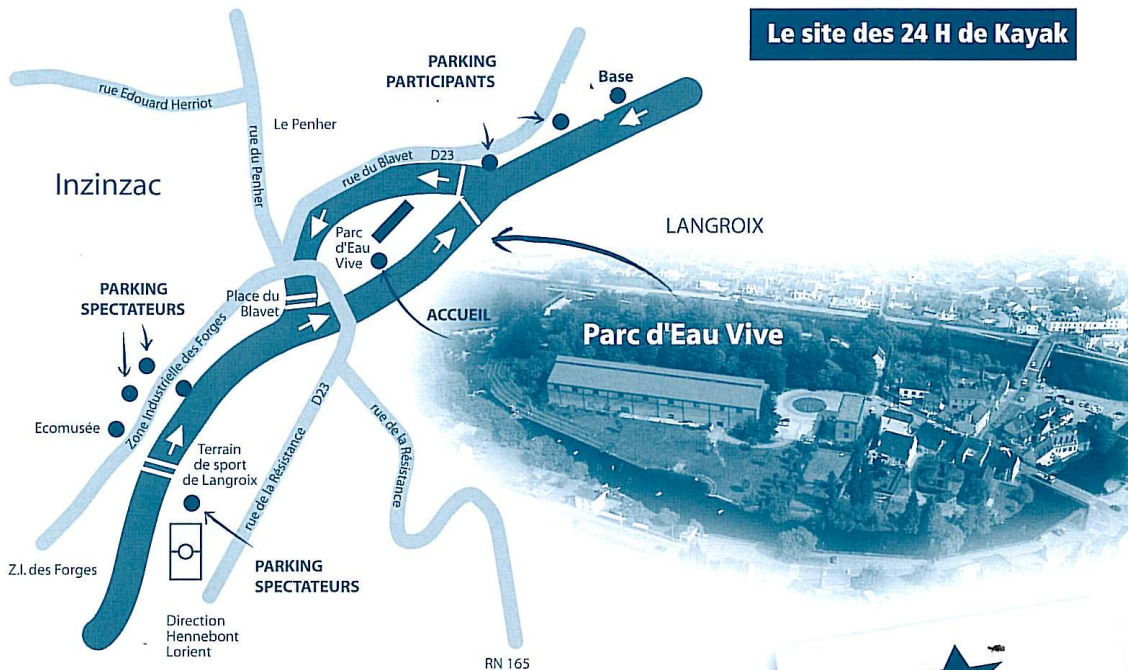 Le site des 24 H de Kayak
PARKING
PARTICIPANTS
Base
rue Edouard Herriot
Le Penher
rue du Penher
rue du Blavet
D23
Inzinzac
LANGROIX
Parc
d'Eau
Vive
PARKING
SPECTATEURS
Place du
Blavet
ACCUEIL
Parc d'Eau Vive
Zone Industrielle des Forges
Ecomusée
D23
rue de la Résistance
rue de la Résistance
Terrain
de sport
de Langroix
Z.I. des Forges
PARKING
SPECTATEURS
Direction
Hennebont
Lorient
RN 165